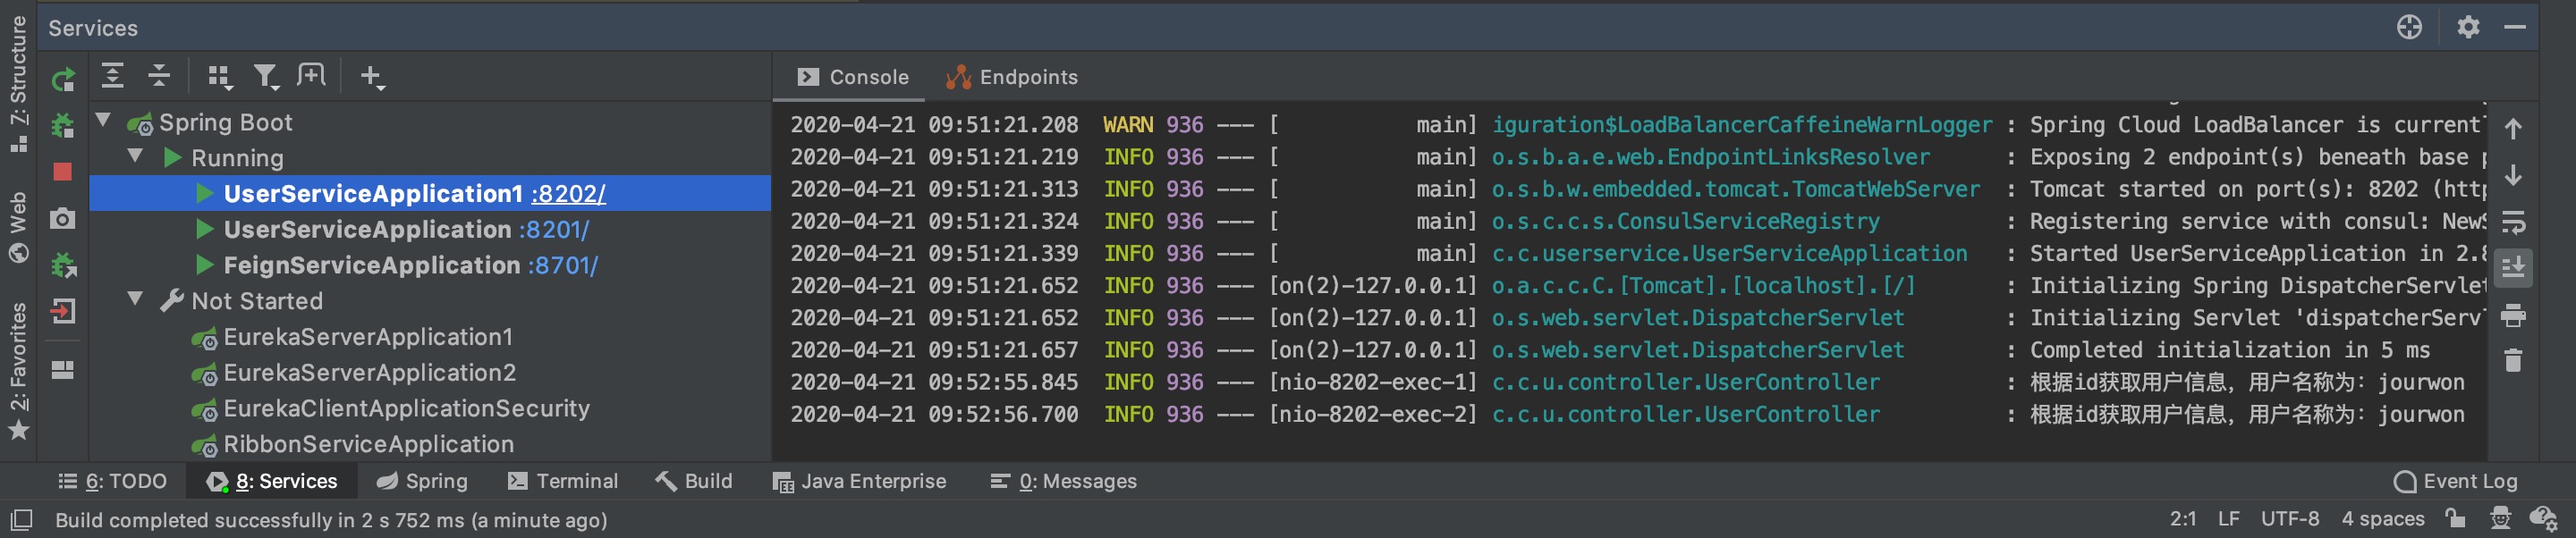 Services
7: Structure
Web
2: Favorites
Spring Boot
Running
UserServiceApplication1 :8202/
UserServiceApplication :8201/
FeignServiceApplication :8701/
Not Started
EurekaServerApplication1
EurekaServerApplication2
EurekaClientApplicationSecurity
RibbonServiceApplication
Console Endpoints
2020-04-21 09:51:21.208 WARN 936 --- [ main] iguration$LoadBalancerCaffeineWarnLogger : Spring Cloud LoadBalancer is current
2020-04-21 09:51:21.219 INFO 936 --- [ main] o.s.b.a.e.web.EndpointLinksResolver : Exposing 2 endpoint(s) beneath base
2020-04-21 09:51:21.313 INFO 936 --- [ main] o.s.b.w.embedded.tomcat.TomcatWebServer : Tomcat started on port(s): 8202 (http
2020-04-21 09:51:21.324 INFO 936 --- [ main] o.s.c.c.s.ConsulServiceRegistry : Registering service with consul: New
2020-04-21 09:51:21.339 INFO 936 --- [ main] c.c.userservice.UserServiceApplication : Started UserServiceApplication in 2.8
2020-04-21 09:51:21.652 INFO 936 --- [on(2)-127.0.0.1] o.a.c.c.C.[Tomcat].[localhost].[/] : Initializing Spring DispatcherServlet
2020-04-21 09:51:21.652 INFO 936 --- [on(2)-127.0.0.1] o.s.web.servlet.DispatcherServlet : Initializing Servlet 'dispatcherServ
2020-04-21 09:51:21.657 INFO 936 --- [on(2)-127.0.0.1] o.s.web.servlet.DispatcherServlet : Completed initialization in 5 ms
2020-04-21 09:52:55.845 INFO 936 --- [nio-8202-exec-1] c.c.u.controller.UserController : 根据id获取用户信息，用户名称为：jourwon
2020-04-21 09:52:56.700 INFO 936 --- [nio-8202-exec-2] c.c.u.controller.UserController : 根据id获取用户信息，用户名称为：jourwon
6: TODO 8: Services Spring Terminal Build Java Enterprise 0: Messages Event Log
Build completed successfully in 2 s 752 ms (a minute ago) 2:1 LF UTF-8 4 spaces